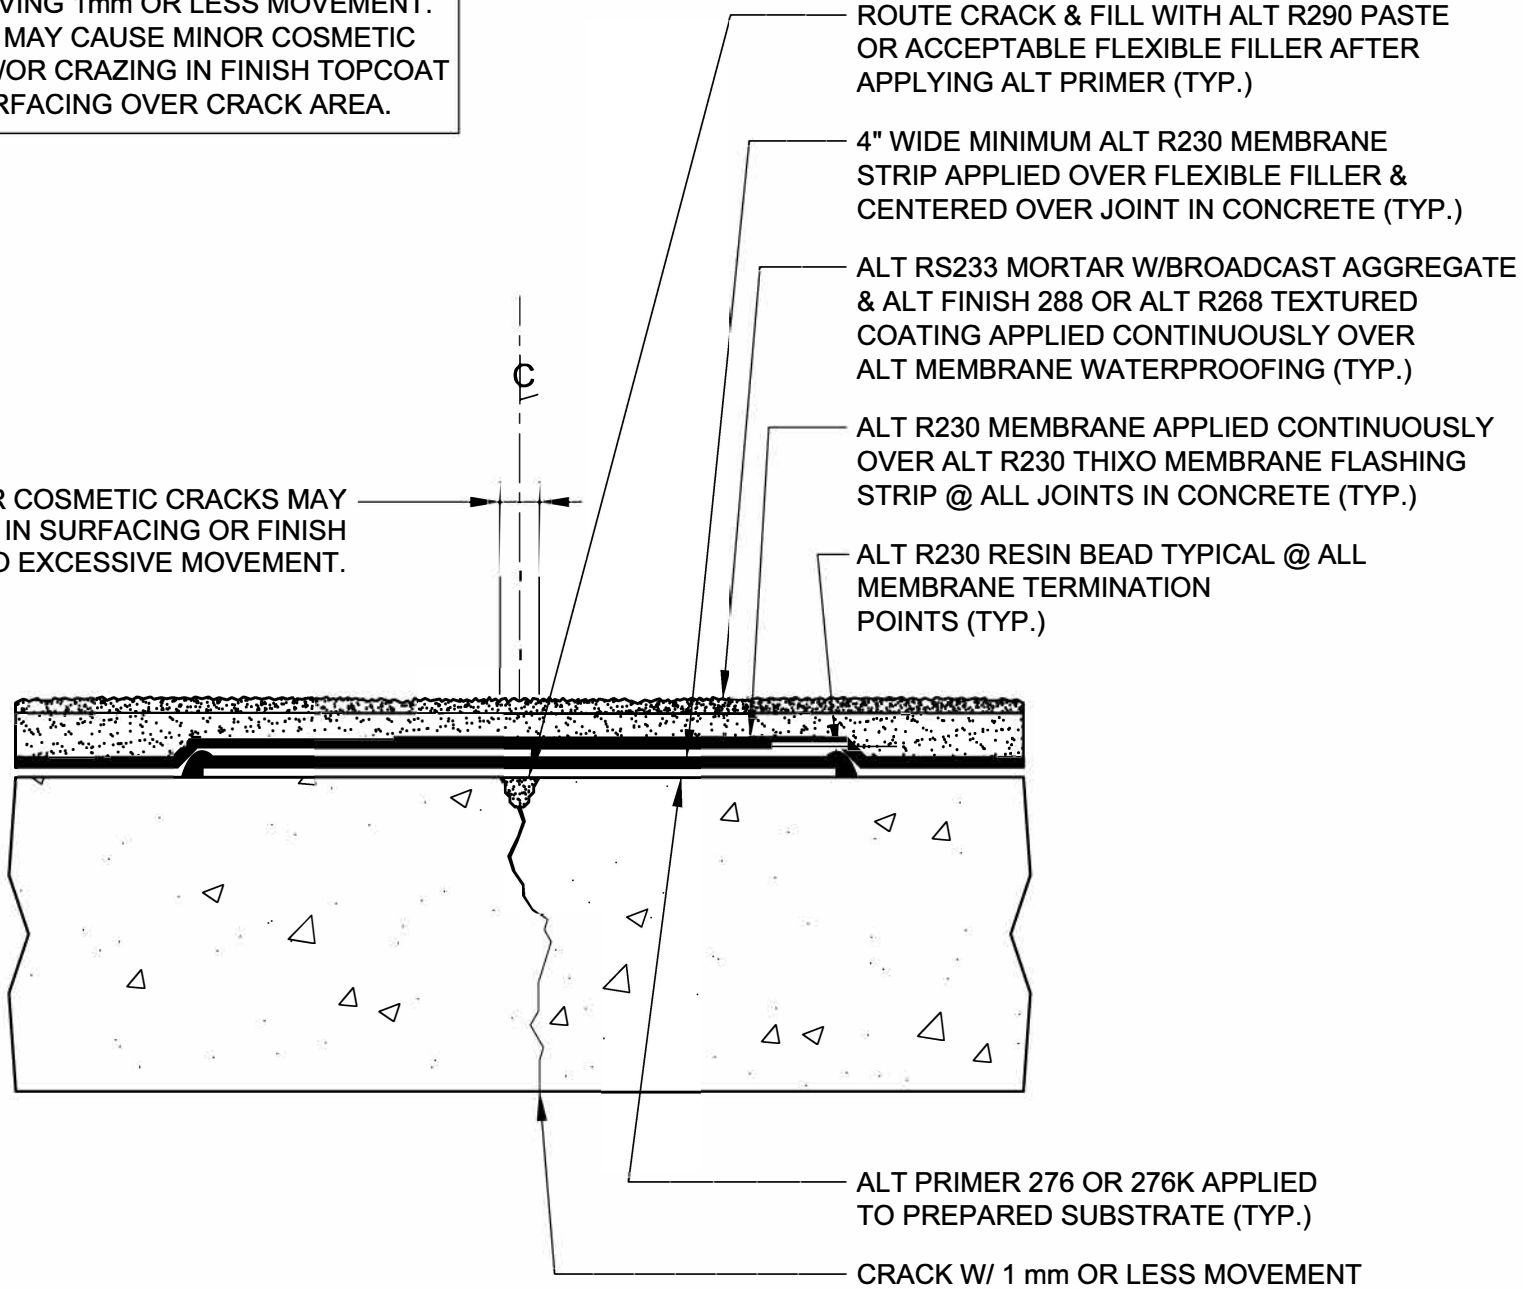 1mm OR LESS MOVEMENT.
MAY CAUSE MINOR COSMETIC
CRAZING IN FINISH TOPCOAT
OVER CRACK AREA.
ROUTE CRACK & FILL WITH ALT R290 PASTE
OR ACCEPTABLE FLEXIBLE FILLER AFTER
APPLYING ALT PRIMER (TYP.)
4" WIDE MINIMUM ALT R230 MEMBRANE
STRIP APPLIED OVER FLEXIBLE FILLER &
CENTERED OVER JOINT IN CONCRETE (TYP.)
ALT RS233 MORTAR W/BROADCAST AGGREGATE
& ALT FINISH 288 OR ALT R268 TEXTURED
COATING APPLIED CONTINUOUSLY OVER
ALT MEMBRANE WATERPROOFING (TYP.)
C
L
ALT R230 MEMBRANE APPLIED CONTINUOUSLY
OVER ALT R230 THIXO MEMBRANE FLASHING
STRIP @ ALL JOINTS IN CONCRETE (TYP.)
COSMETIC CRACKS MAY
IN SURFACING OR FINISH
EXCESSIVE MOVEMENT.
ALT R230 RESIN BEAD TYPICAL @ ALL
MEMBRANE TERMINATION
POINTS (TYP.)
ALT PRIMER 276 OR 276K APPLIED
TO PREPARED SUBSTRATE (TYP.)
CRACK W/ 1 mm OR LESS MOVEMENT